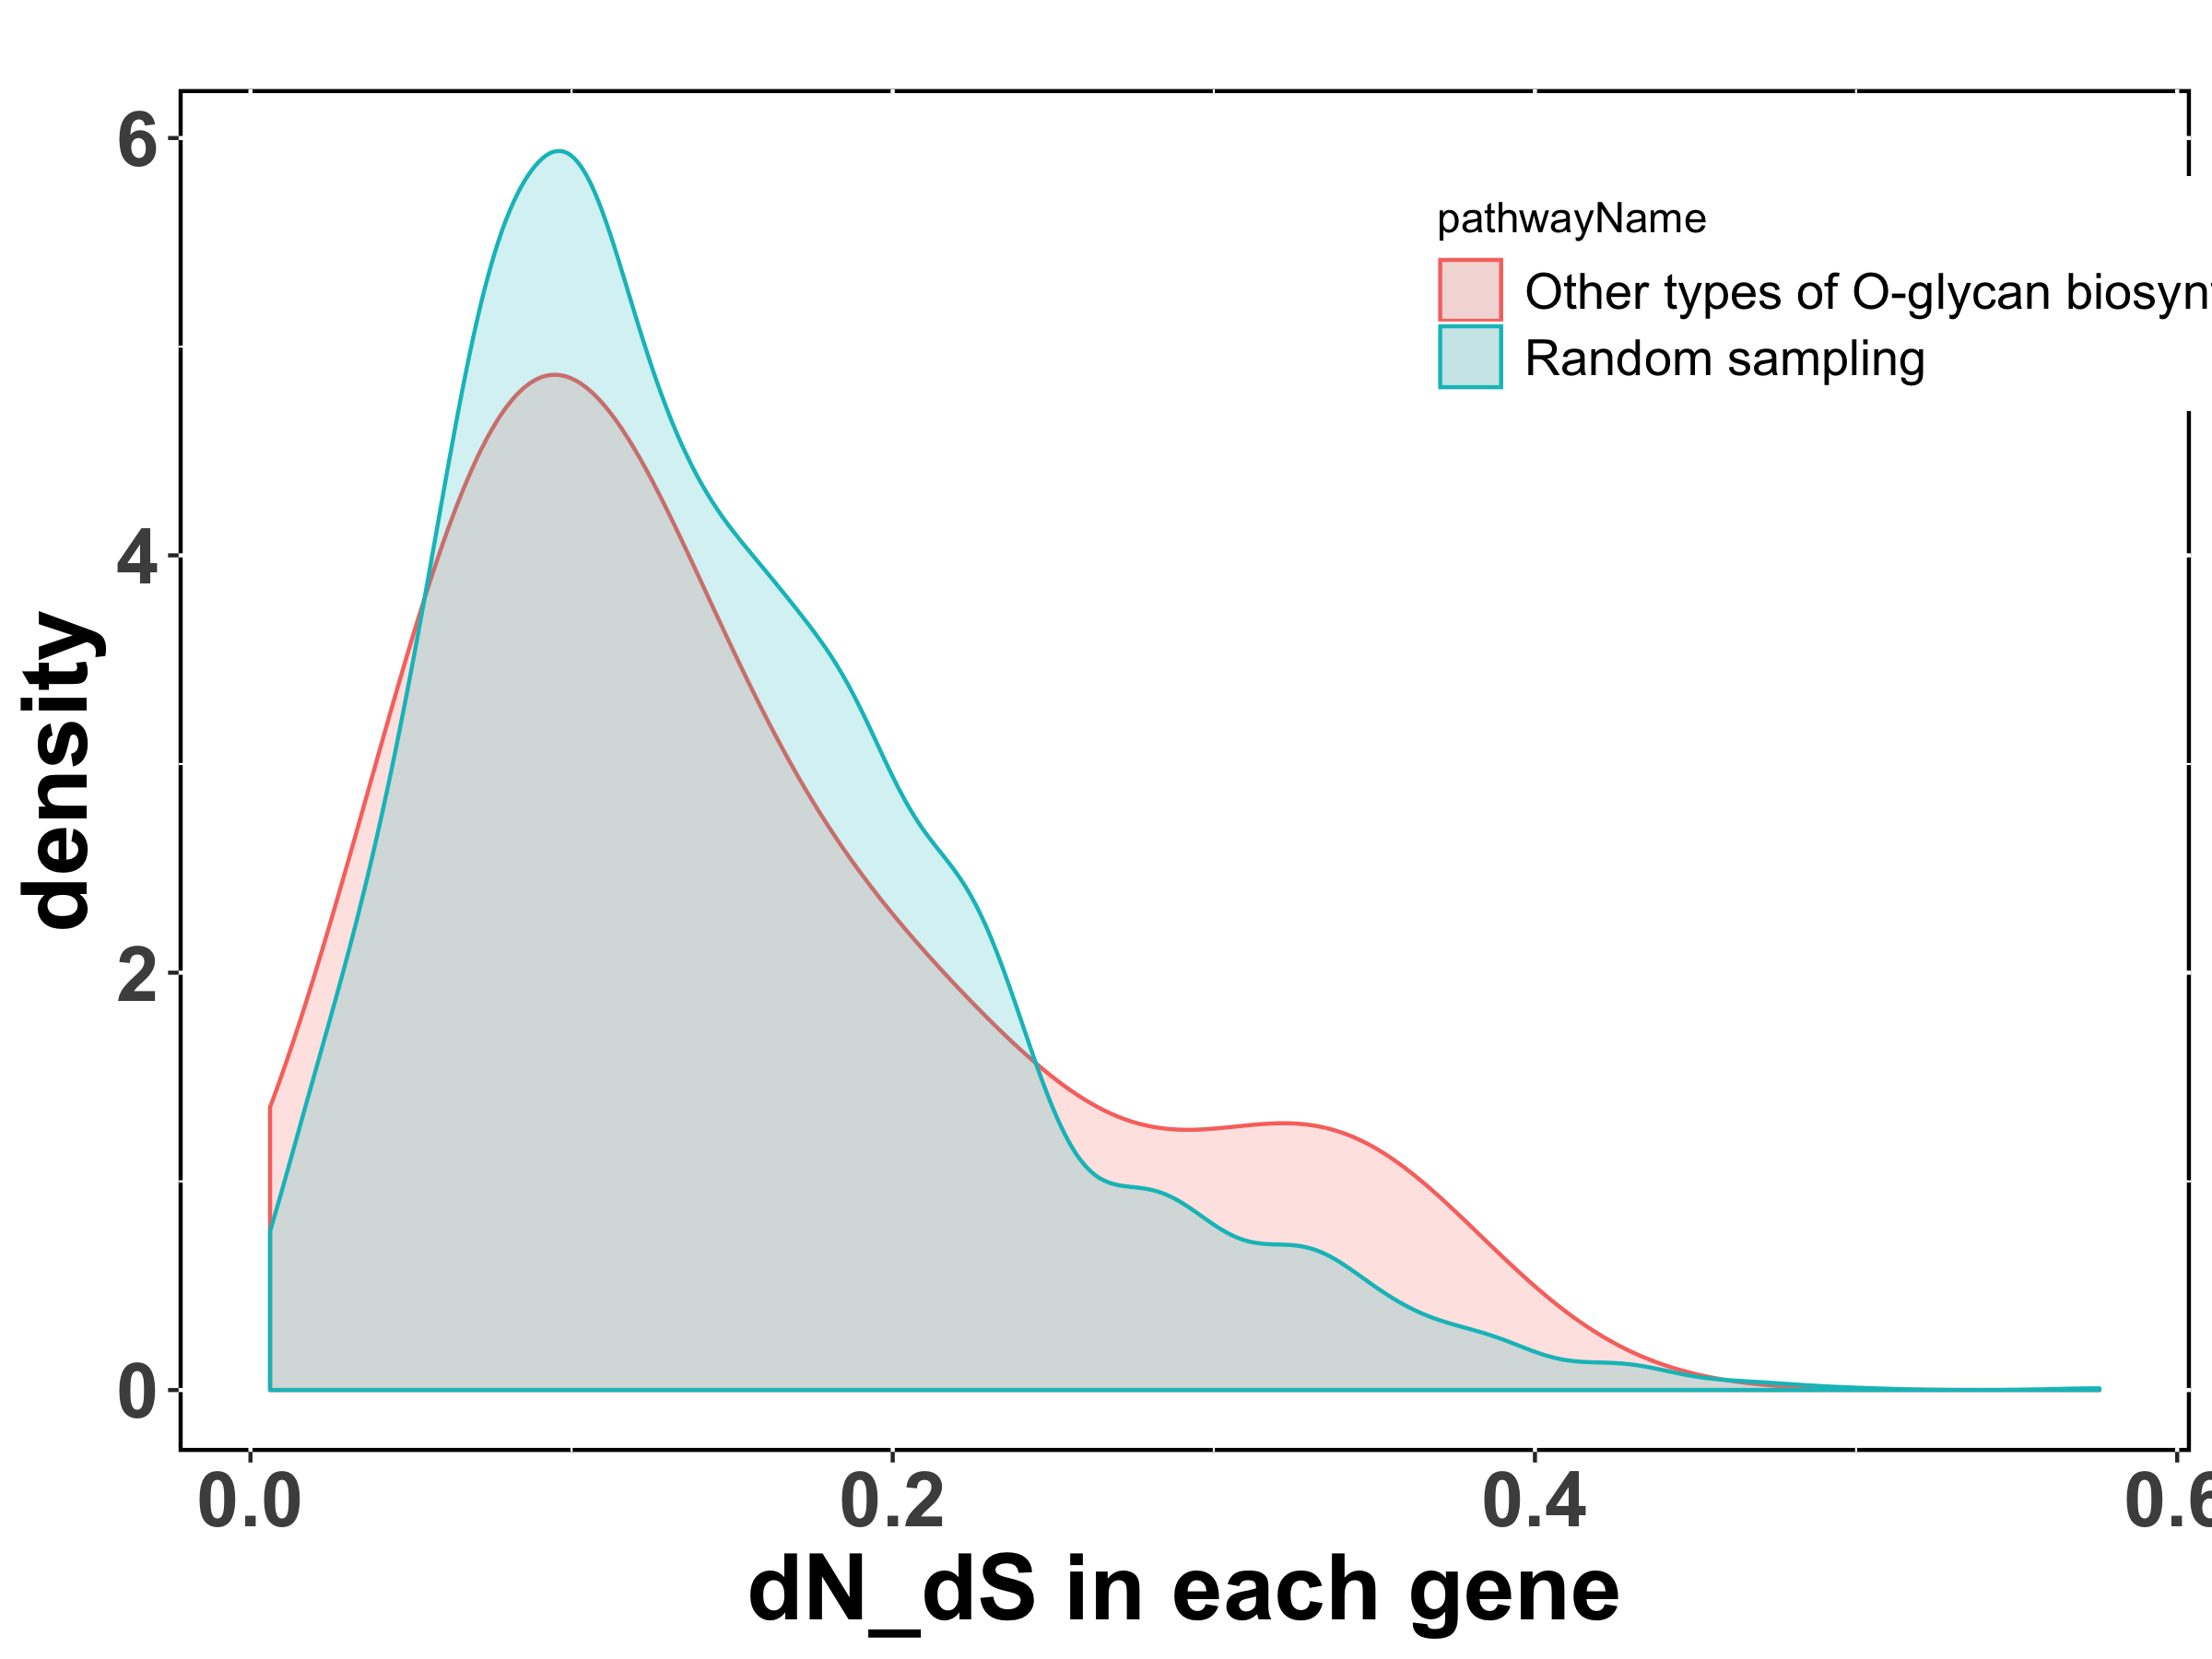 pathwayName
Other types of O-glycan biosyn
Random sampling
density
6
4
2
0
0.0 0.2 0.4 0.6
dN_dS in each gene